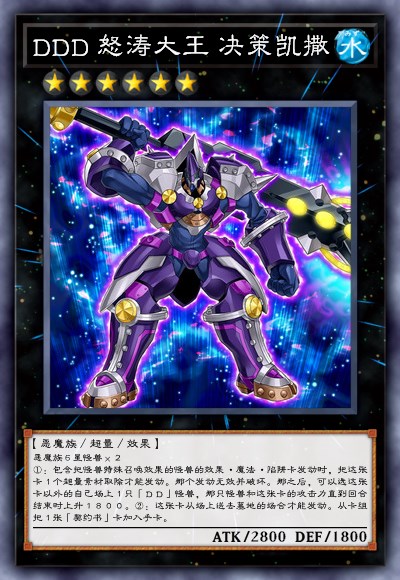 DDD 怒涛大王 决策凯撒 水
【恶魔族／超量／效果】
恶魔族6星怪兽×2
①：包含把怪兽特殊召唤效果的怪兽的效果·魔法·陷阱卡发动时，把这张
卡1个超量素材取除才能发动。那个发动无效并破坏。那之后，可以选这张
卡以外的自己场上1只「DD」怪兽，那只怪兽和这张卡的攻击力直到回合
结束时上升1800。②：这张卡从场上送去墓地的场合才能发动。从卡组
把1张「契约书」卡加入手卡。
ATK/2800 DEF/1800